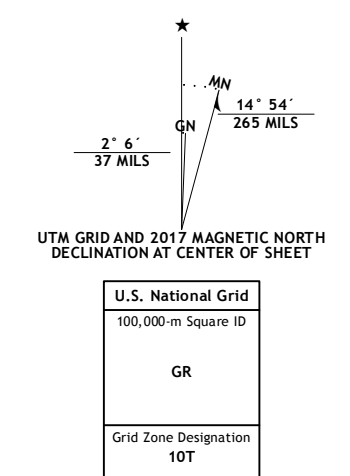 ★
MN
14° 54´
265 MILS
GN
2° 6´
37 MILS
UTM GRID AND 2017 MAGNETIC NORTH
DECLINATION AT CENTER OF SHEET
U.S. National Grid
100,000-m Square ID
GR
Grid Zone Designation
10T